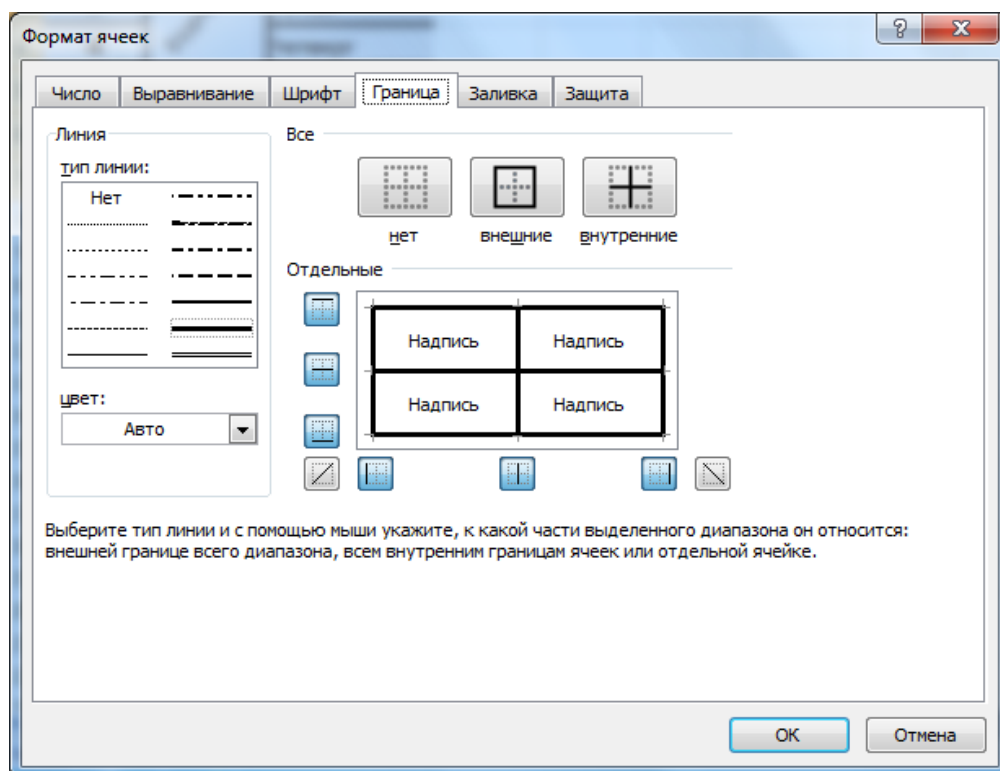 Формат ячеек
Число Выравнивание Шрифт Граница Заливка Защита
Линия
тип линии:
Нет
цвет:
Авто
Все
нет внешние внутренние
Отдельные
Надпись Надпись
Надпись Надпись
Выберите тип линии и с помощью мыши укажите, к какой части выделенного диапазона он относится:
внешней границе всего диапазона, всем внутренним границам ячеек или отдельной ячейке.
ОК Отмена